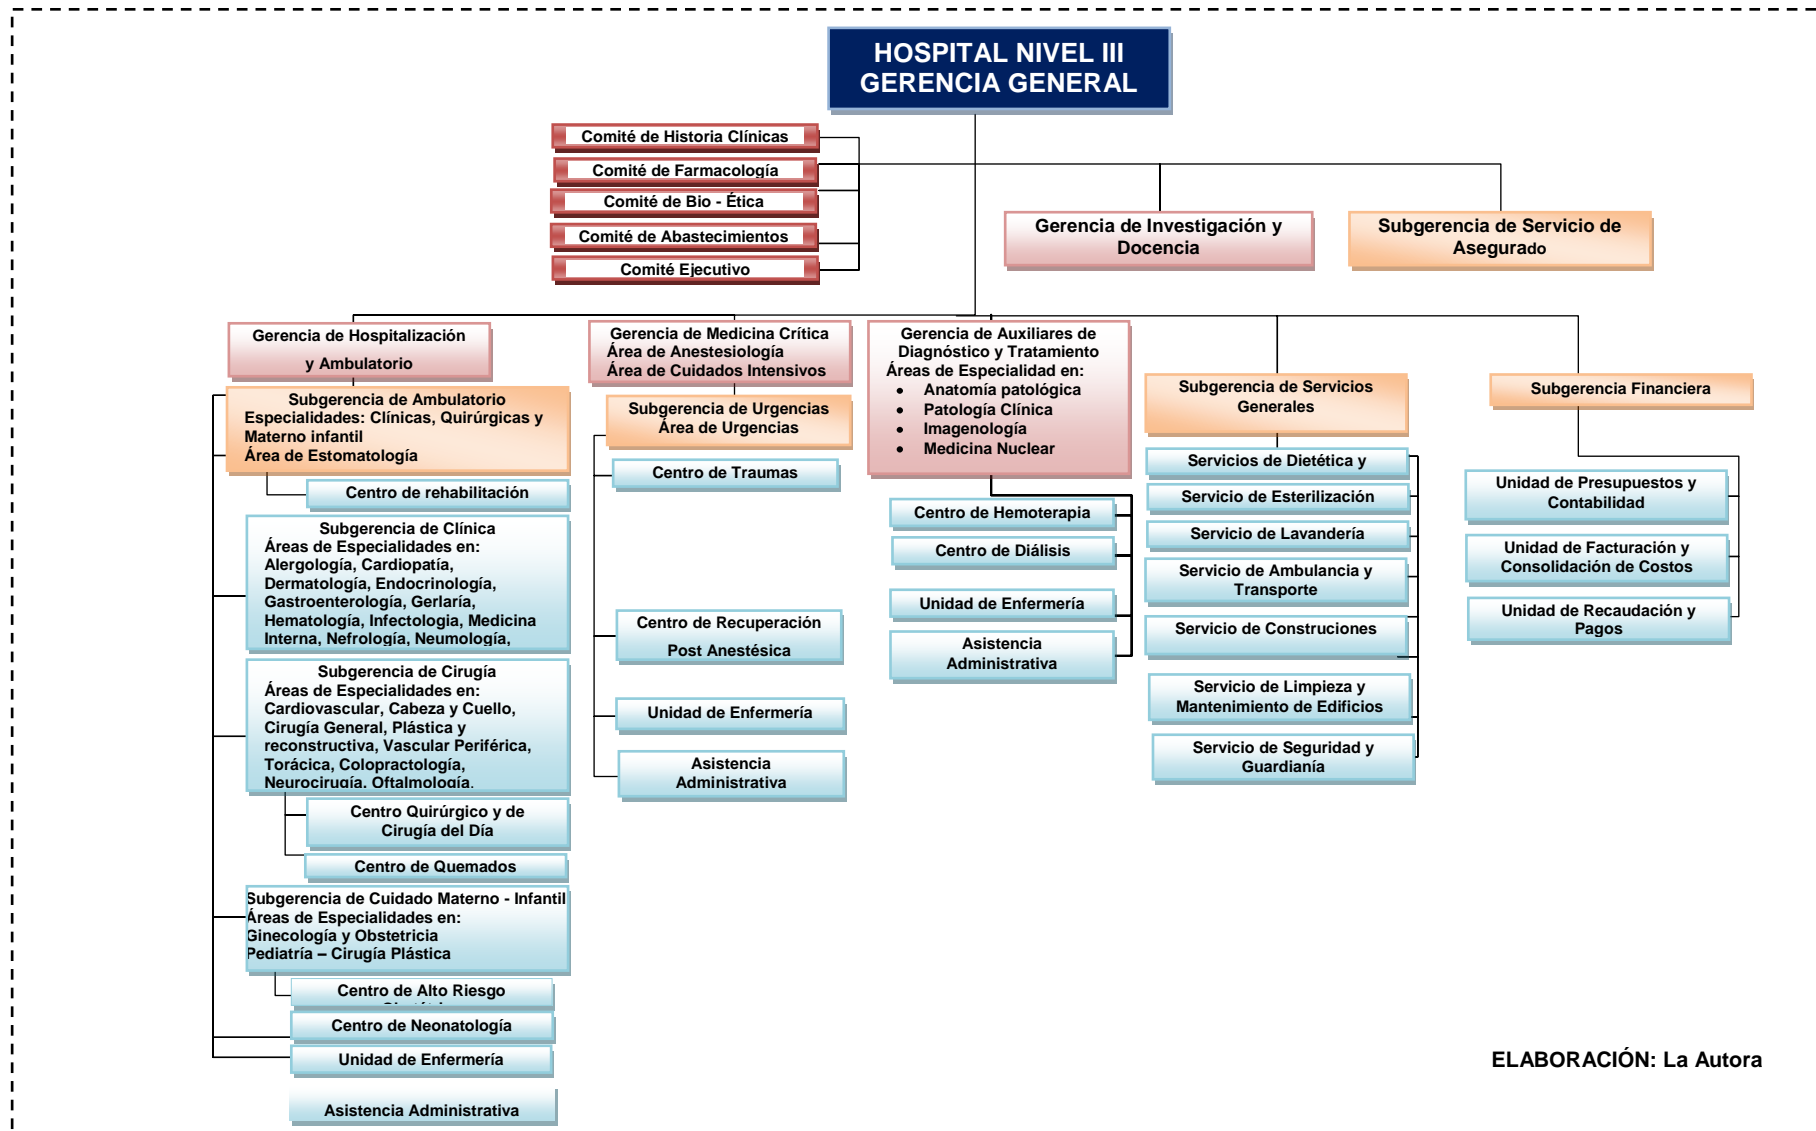 HOSPITAL NIVEL III
GERENCIA GENERAL
Comité de Historia Clínicas
Comité de Farmacología
Comité de Bio - Ética
Comité de Abastecimientos
Comité Ejecutivo
Gerencia de Investigación y
Docencia
Subgerencia de Servicio de
Asegurado
Gerencia de Hospitalización
y Ambulatorio
Subgerencia de Ambulatorio
Especialidades: Clínicas, Quirúrgicas y
Materno infantil
Área de Estomatología
Centro de rehabilitación
Subgerencia de Clínica
Áreas de Especialidades en:
Alergología, Cardiopatía,
Dermatología, Endocrinología,
Gastroenterología, Gerlaría,
Hematología, Infectologia, Medicina
Interna, Nefrología, Neumología,
Subgerencia de Cirugía
Áreas de Especialidades en:
Cardiovascular, Cabeza y Cuello,
Cirugía General, Plástica y
reconstructiva, Vascular Periférica,
Torácica, Colopractología,
Neurocirugía, Oftalmología,
Centro Quirúrgico y de
Cirugía del Día
Centro de Quemados
Subgerencia de Cuidado Materno - Infantil
Áreas de Especialidades en:
Ginecología y Obstetricia
Pediatría – Cirugía Plástica
Centro de Alto Riesgo
Centro de Neonatología
Unidad de Enfermería
Asistencia Administrativa
Gerencia de Medicina Crítica
Área de Anestesiología
Área de Cuidados Intensivos
Subgerencia de Urgencias
Área de Urgencias
Centro de Traumas
Centro de Recuperación
Post Anestésica
Unidad de Enfermería
Asistencia
Administrativa
Gerencia de Auxiliares de
Diagnóstico y Tratamiento
Áreas de Especialidad en:
• Anatomía patológica
• Patología Clínica
• Imagenología
• Medicina Nuclear
Centro de Hemoterapia
Centro de Diálisis
Unidad de Enfermería
Asistencia
Administrativa
Subgerencia de Servicios
Generales
Servicios de Dietética y
Servicio de Esterilización
Servicio de Lavandería
Servicio de Ambulancia y
Transporte
Servicio de Construciones
Servicio de Limpieza y
Mantenimiento de Edificios
Servicio de Seguridad y
Guardianía
Subgerencia Financiera
Unidad de Presupuestos y
Contabilidad
Unidad de Facturación y
Consolidación de Costos
Unidad de Recaudación y
Pagos
ELABORACIÓN: La Autora